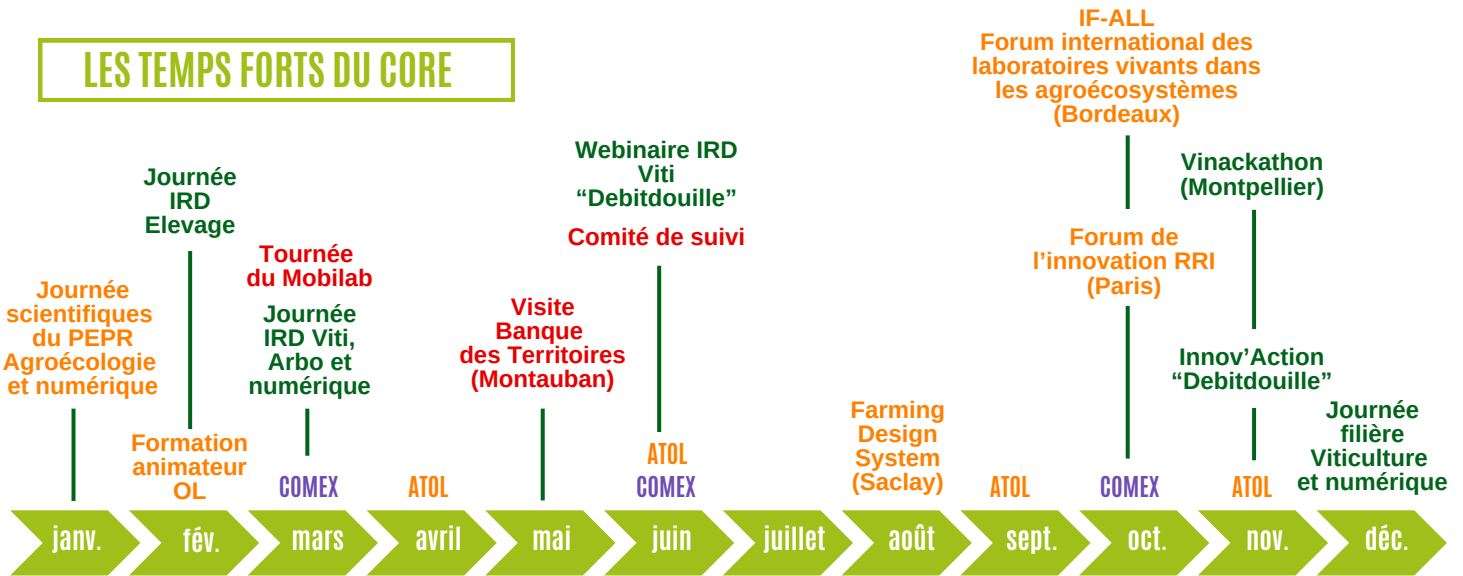 LES TEMPS FORTS DU CORE
Journée
scientifiques
du PEPR
Agroécologie
et numérique
Journée
IRD
Elevage
Formation
animateur
OL
Tournée
du Mobilab
Journée
IRD Viti,
Arbo et
numérique
COMEX
ATOL
Visite
Banque
des Territoires
(Montauban)
Webinaire IRD
Viti
“Debitdouille”
Comité de suivi
ATOL
COMEX
Farming
Design
System
(Saclay)
ATOL
IF-ALL
Forum international des
laboratoires vivants dans
les agroécosystèmes
(Bordeaux)
Forum de
l’innovation RRI
(Paris)
COMEX
Vinackathon
(Montpellier)
Innov’Action
“Debitdouille”
ATOL
Journée
filière
Viticulture
et numérique
janv.
fév.
mars
avril
mai
juin
juillet
août
sept.
oct.
nov.
déc.